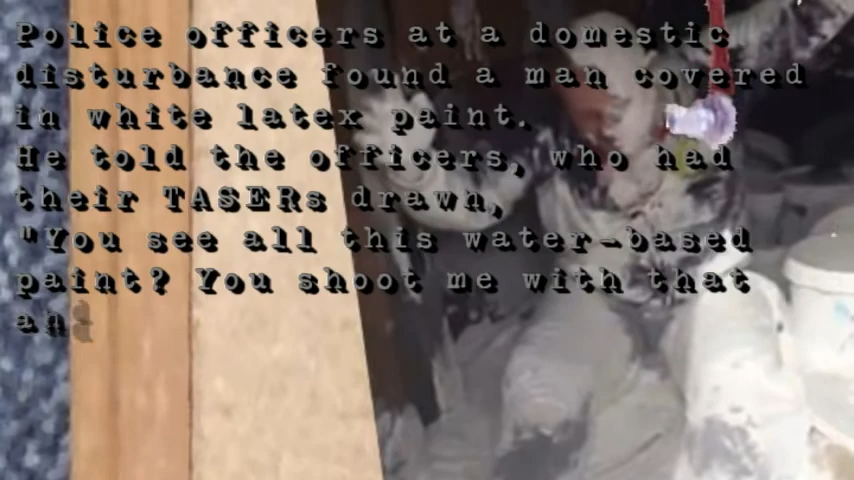 Police officers at a domestic
disturbance found a man covered
in white latex paint.
He told the officers, who had
their TASERs drawn,
"You see all this water-based
paint? You shoot me with that
an